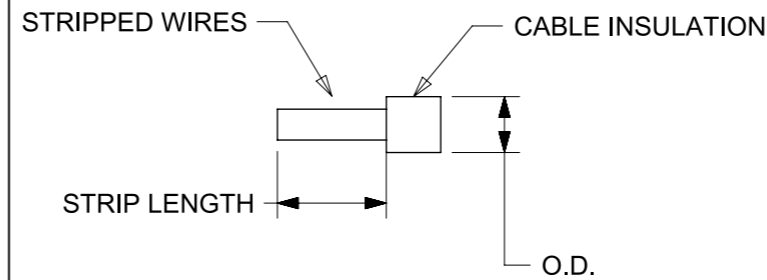 STRIPPED WIRES
CABLE INSULATION
STRIP LENGTH
O.D.